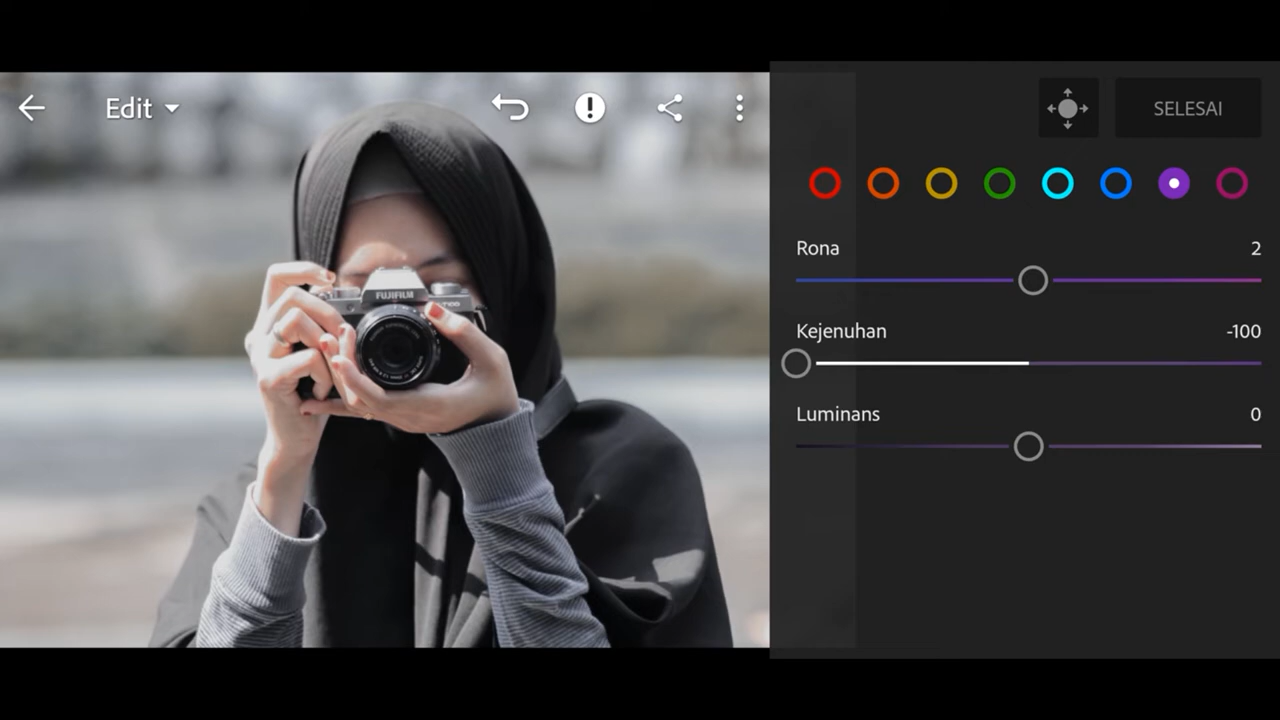 Edit
SELESAI
Rona 2
Kejenuhan -100
Luminans 0
FUJIFILM